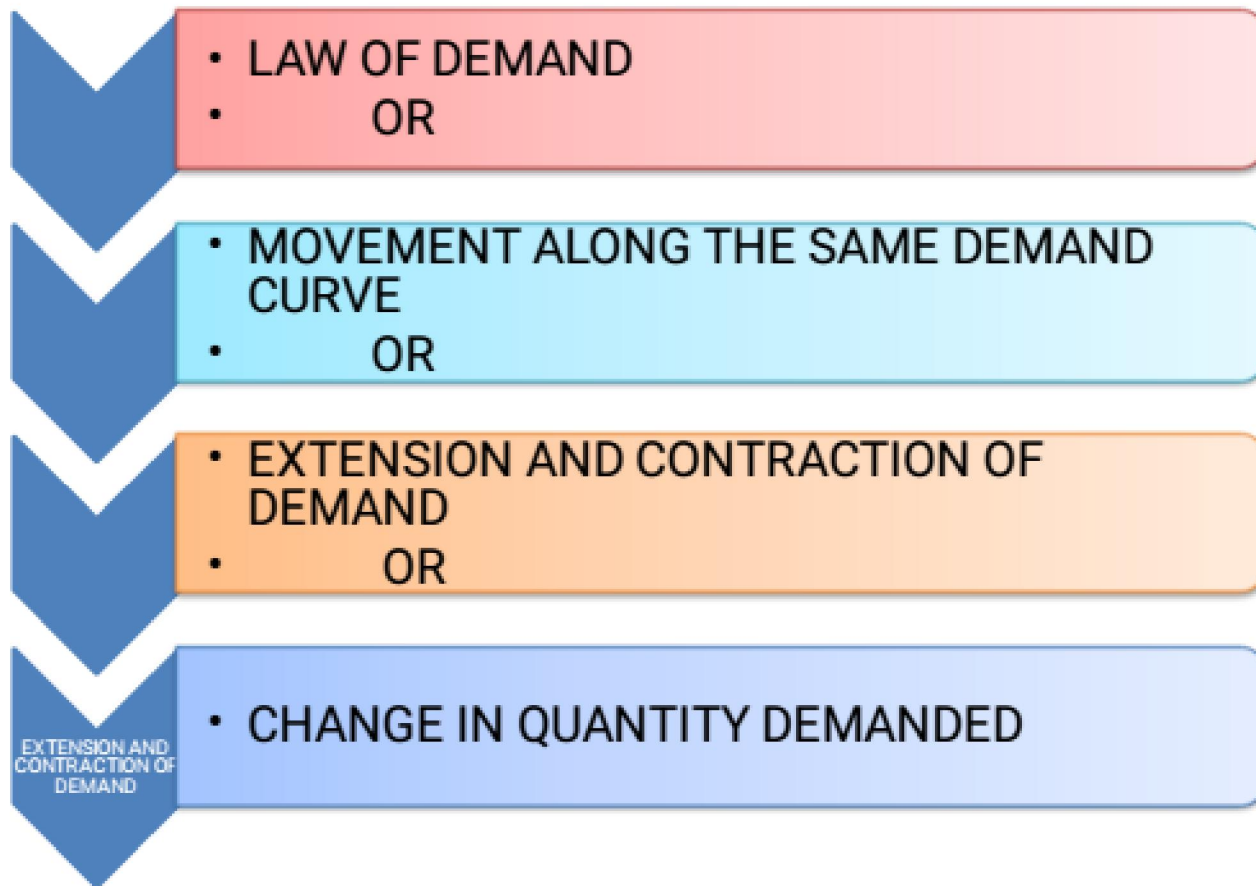 • LAW OF DEMAND
• OR
• MOVEMENT ALONG THE SAME DEMAND
CURVE
• OR
• EXTENSION AND CONTRACTION OF
DEMAND
• OR
• CHANGE IN QUANTITY DEMANDED
EXTENSION AND
CONTRACTION OF
DEMAND